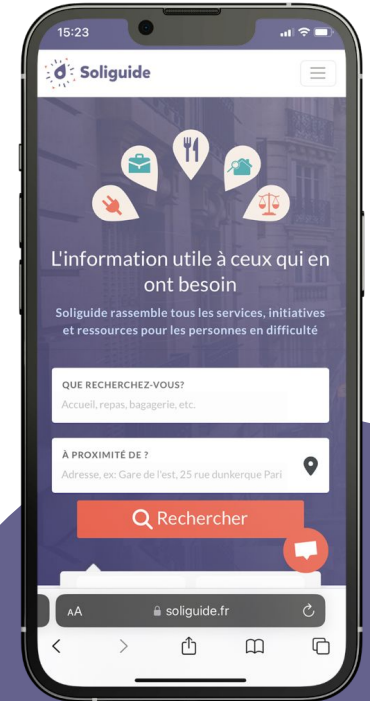 15:23
Soliguide
L'information utile à ceux qui en
ont besoin
Soliguide rassemble tous les services, initiatives
et ressources pour les personnes en difficulté
QUE RECHERCHEZ-VOUS?
Accueil, repas, bagagerie, etc.
À PROXIMITÉ DE ?
Adresse, ex: Gare de l'est, 25 rue dunkerque Pari
Rechercher
AA
soliguide.fr